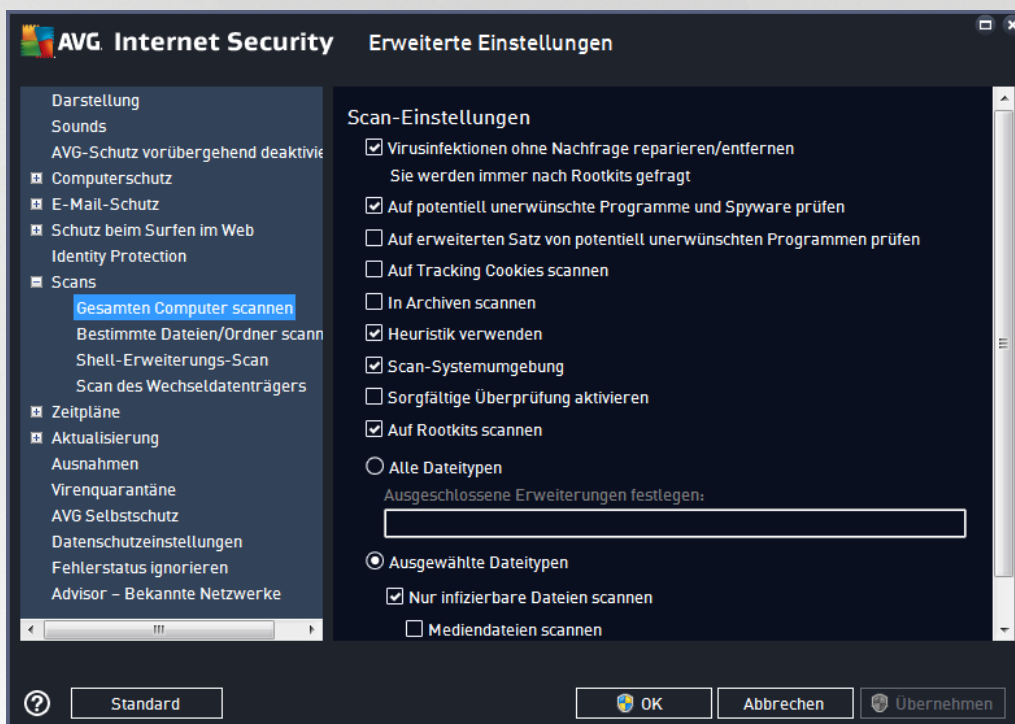 AVG. Internet Security
Erweiterte Einstellungen
Darstellung
Sounds
AVG-Schutz vorübergehend deaktivie
Computerschutz
E-Mail-Schutz
Schutz beim Surfen im Web
Identity Protection
Scans
Gesamten Computer scannen
Bestimmte Dateien/Ordner scann
Shell-Erweiterungs-Scan
Scan des Wechseldatenträgers
Zeitpläne
Aktualisierung
Ausnahmen
Virenquarantäne
AVG Selbstschutz
Datenschutzeinstellungen
Fehlerstatus ignorieren
Advisor – Bekannte Netzwerke
Scan-Einstellungen
Virusinfektionen ohne Nachfrage reparieren/entfernen
Sie werden immer nach Rootkits gefragt
Auf potentiell unerwünschte Programme und Spyware prüfen
Auf erweiterten Satz von potentiell unerwünschten Programmen prüfen
Auf Tracking Cookies scannen
In Archiven scannen
Heuristik verwenden
Scan-Systemumgebung
Sorgfältige Überprüfung aktivieren
Auf Rootkits scannen
Alle Dateitypen
Ausgeschlossene Erweiterungen festlegen:
Ausgewählte Dateitypen
Nur infizierbare Dateien scannen
Mediendateien scannen
Standard
OK
Abbrechen
Übernehmen